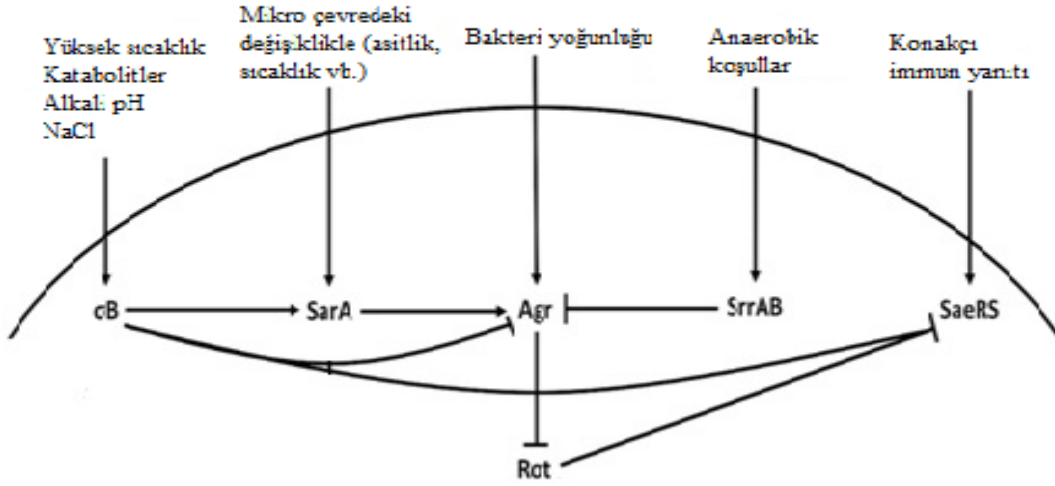 Yüksek sıcaklık
Katabolitler
Alkali pH
NaCl
Mikro çevredeki
değişiklikle (asitlik,
sıcaklık vb.)
Bakteri yoğunluğu
Anaerobik
koşullar
Konakçı
immun yanıtı
σB
SarA
Agr
SrrAB
SaeRS
Rot